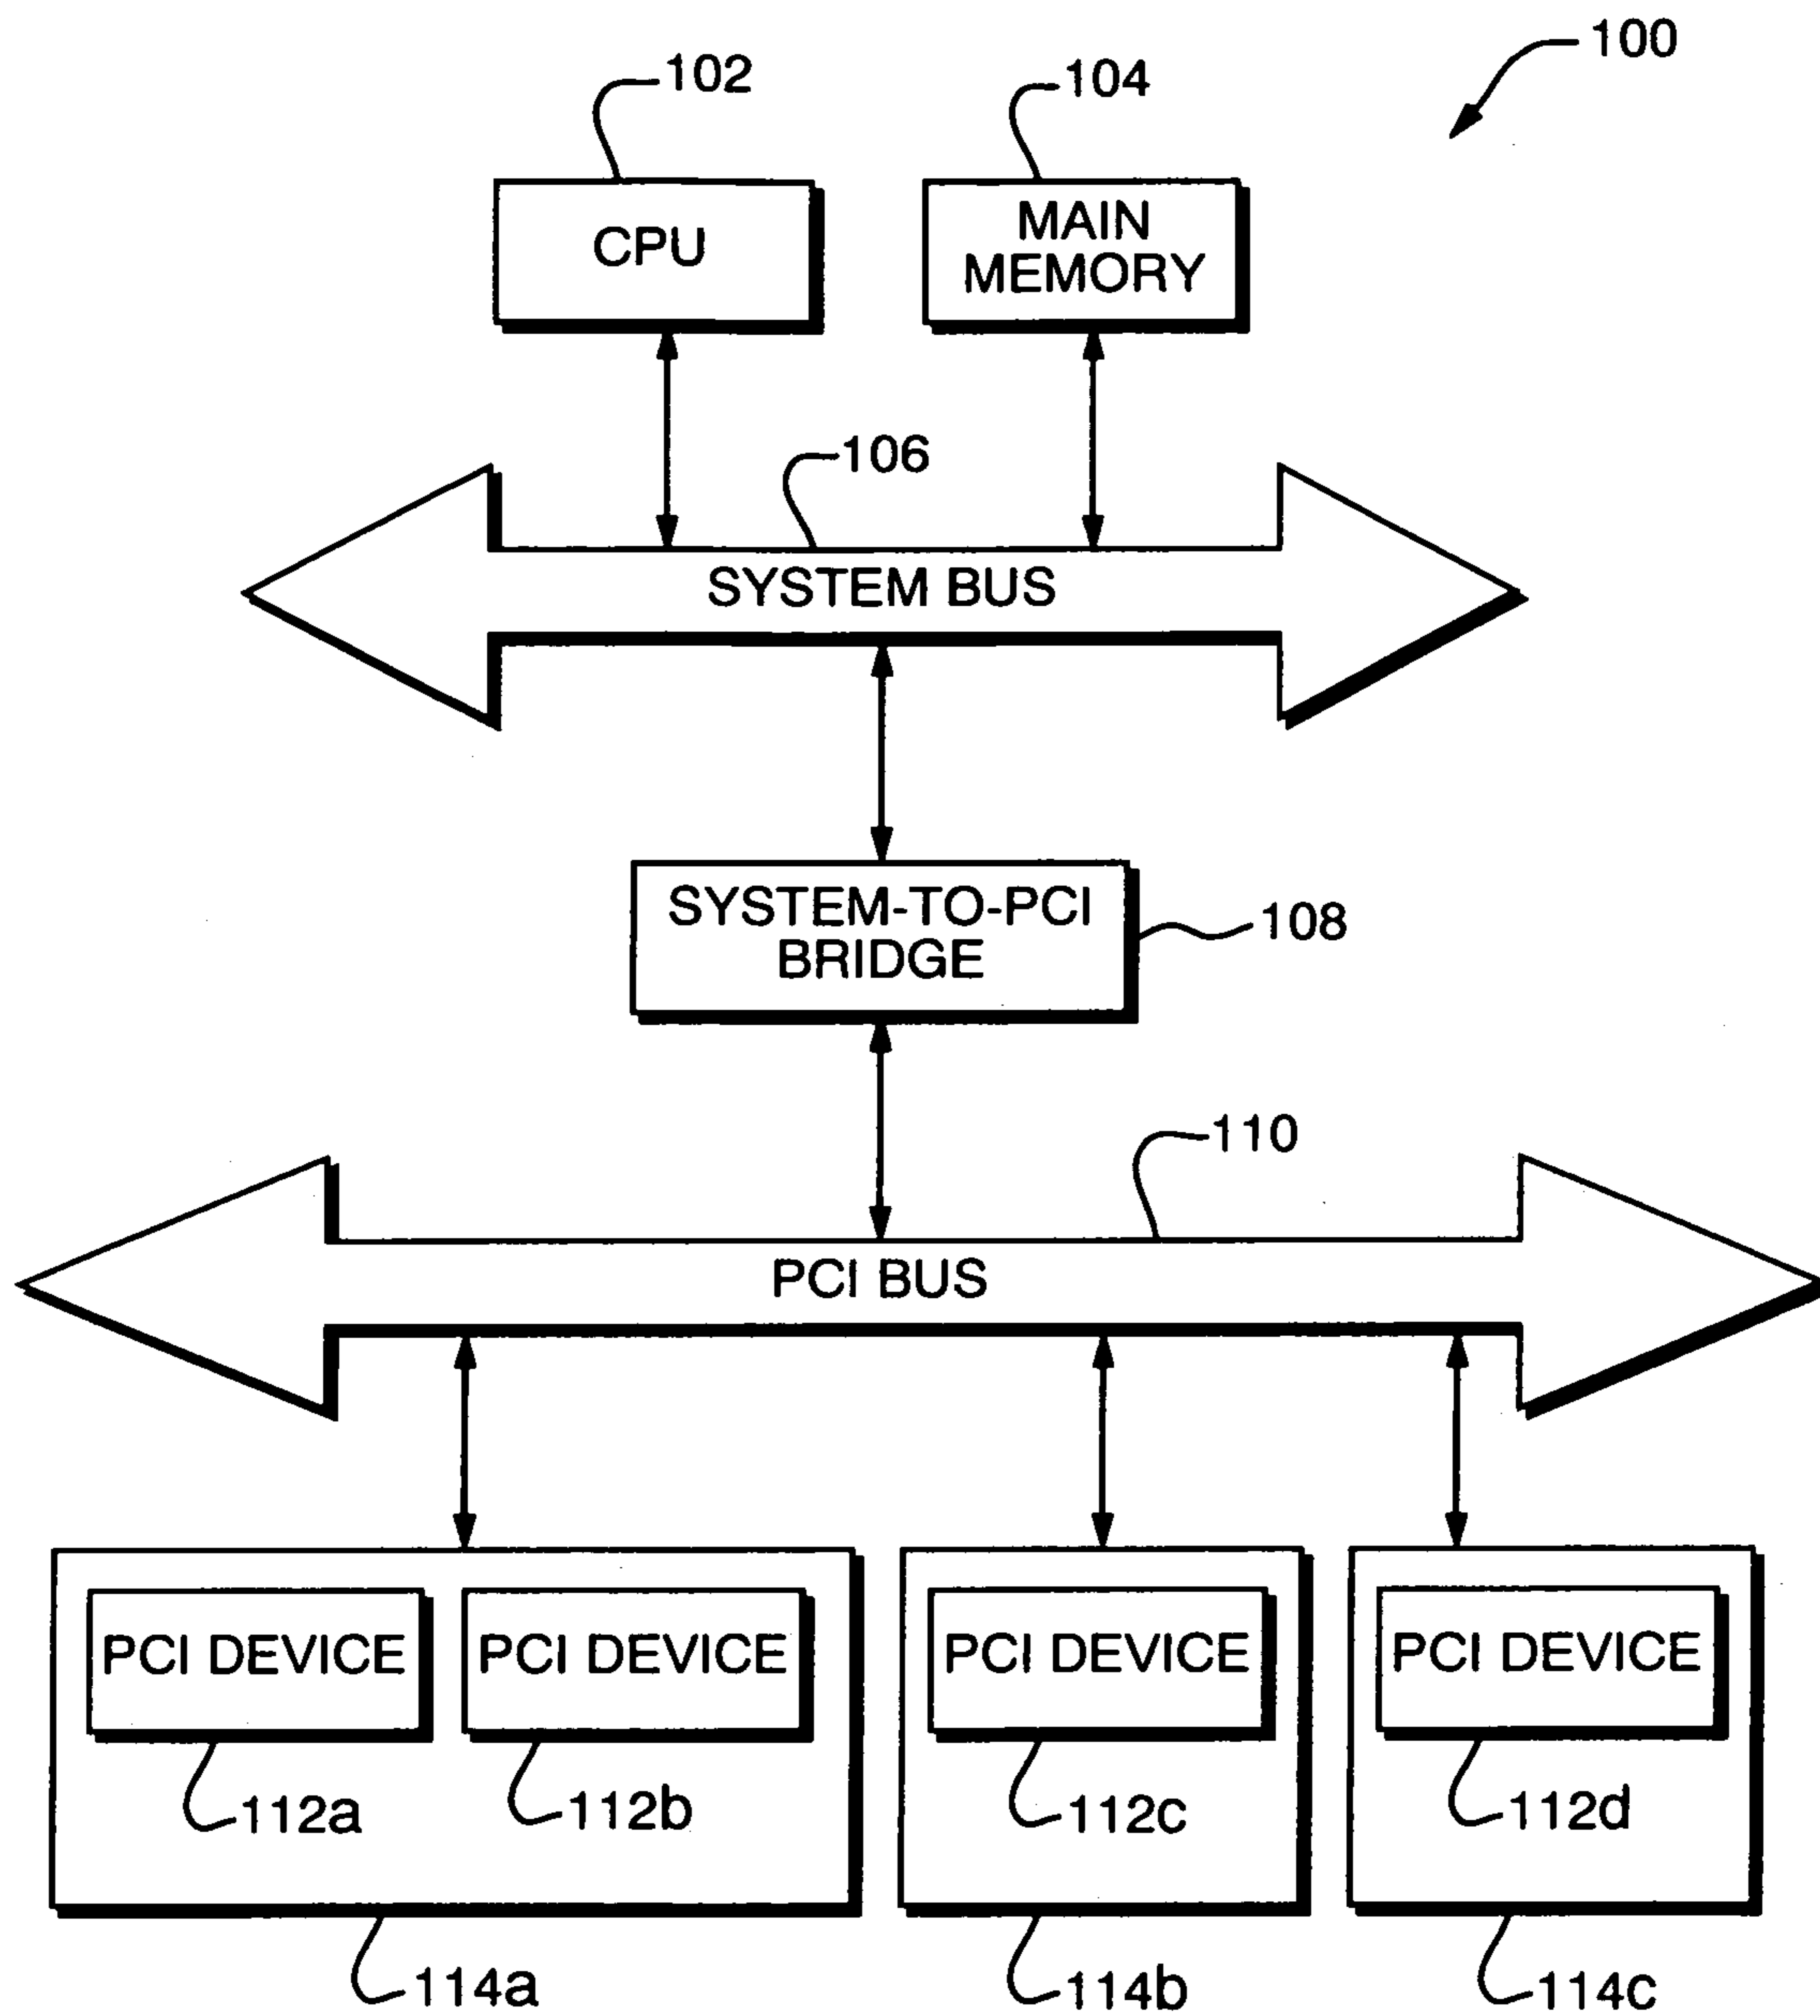 100
102
104
CPU
MAIN
MEMORY
106
SYSTEM BUS
SYSTEM-TO-PCI
BRIDGE
108
110
PCI BUS
PCI DEVICE
PCI DEVICE
PCI DEVICE
PCI DEVICE
112a
112b
112c
112d
114a
114b
114c